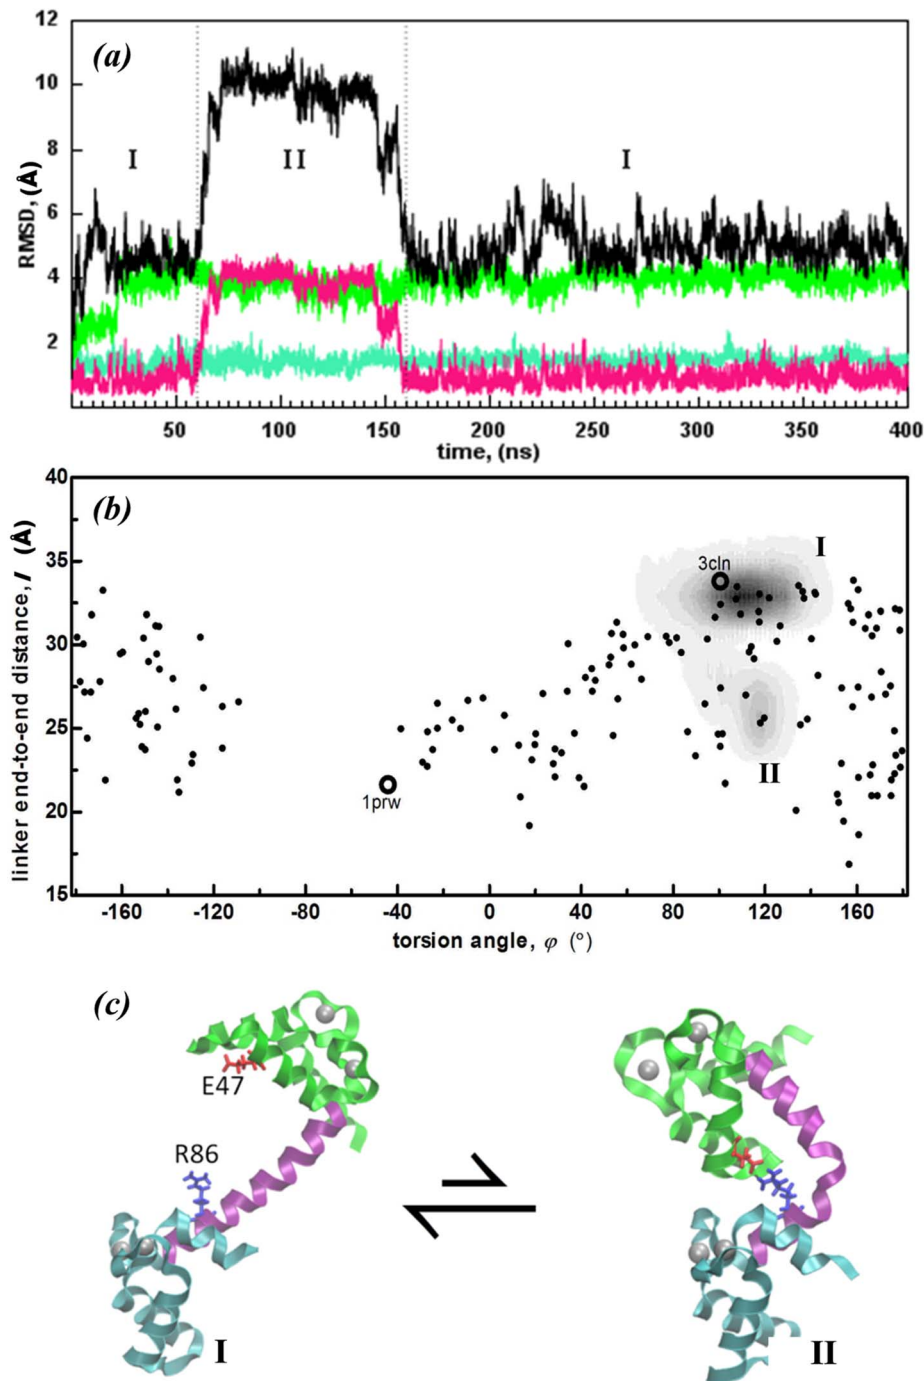 (a)
12
10
8
6
4
2
RMSD, (Å)
I
II
I
50
100
150
200
250
300
350
400
time, (ns)
(b)
40
35
30
25
20
15
linker end-to-end distance, l (Å)
3cln
I
II
1prw
-160
-120
-80
-40
0
40
80
120
160
torsion angle, φ (°)
(c)
E47
R86
I
II